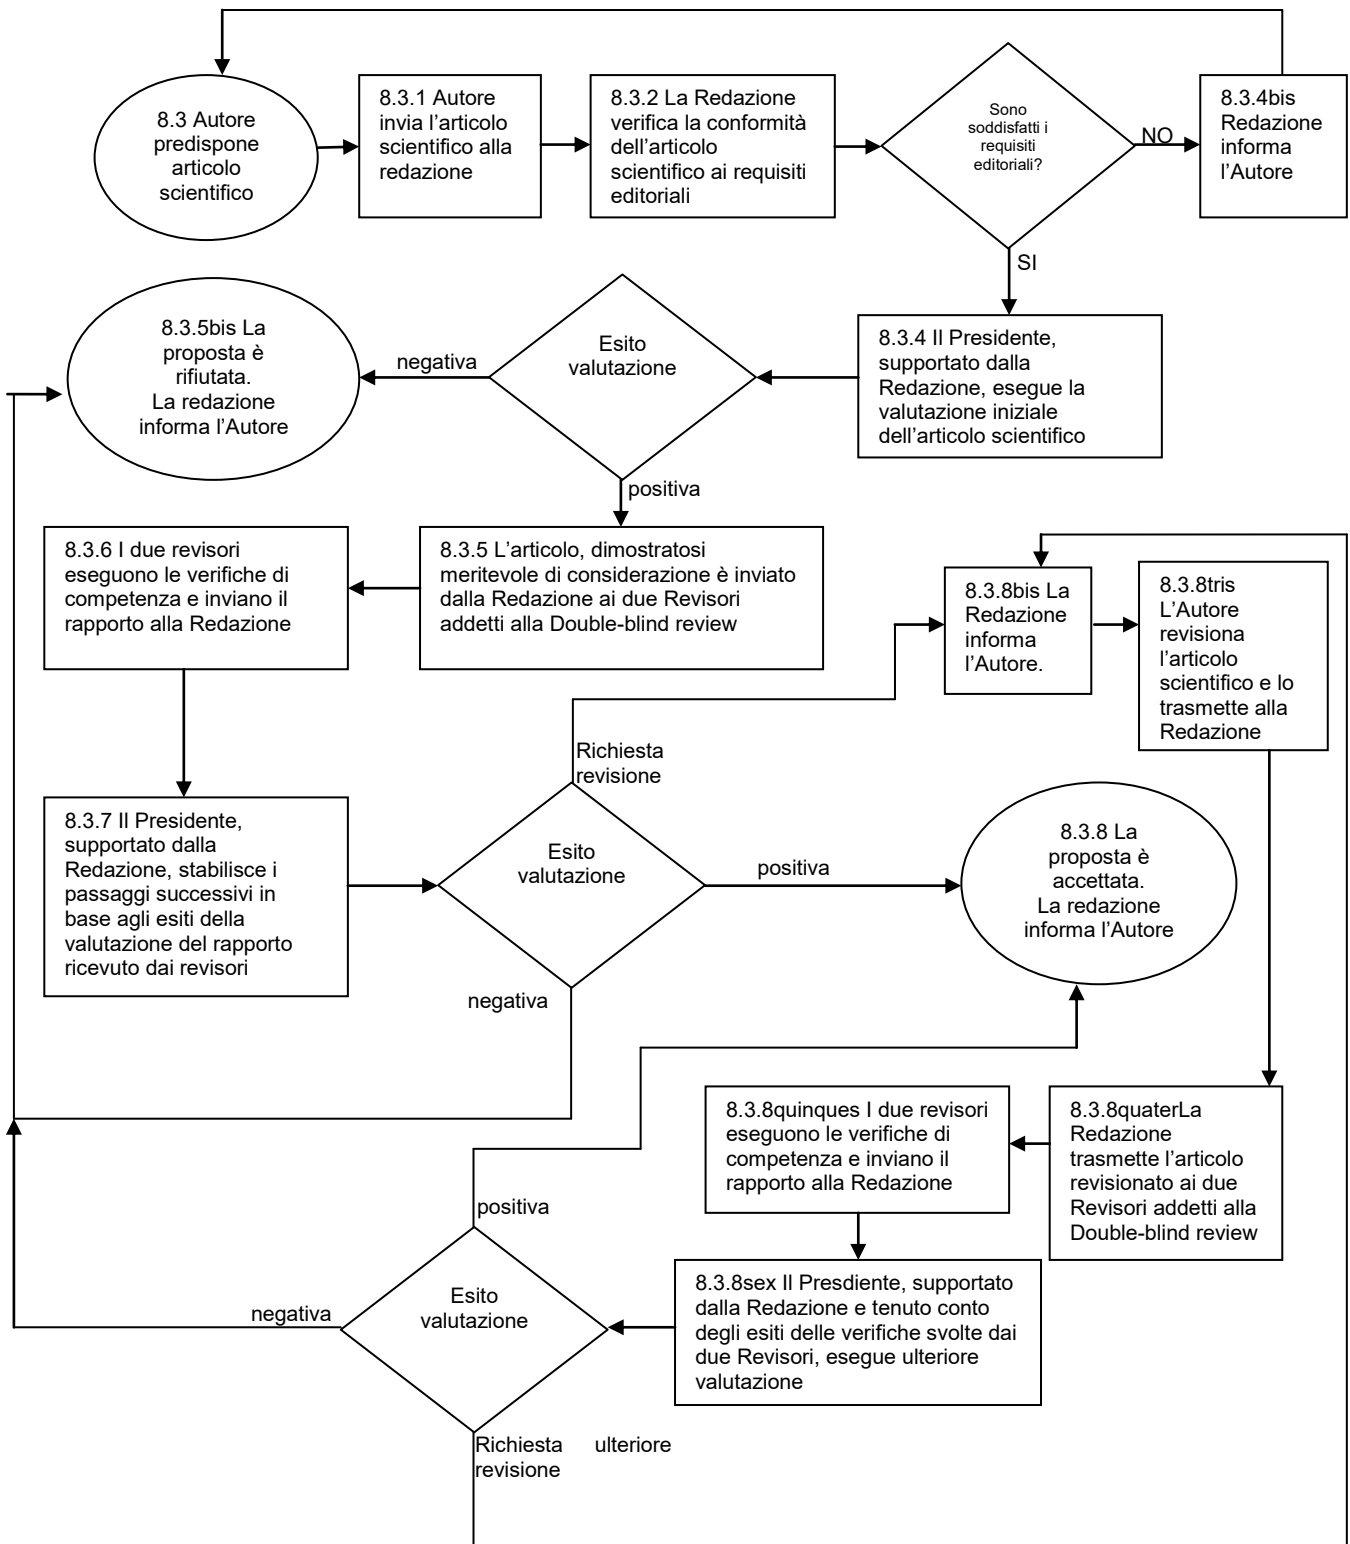 8.3 Autore
predispone
articolo
scientifico
8.3.1 Autore
invia l’articolo
scientifico alla
redazione
8.3.2 La Redazione
verifica la conformità
dell’articolo
scientifico ai requisiti
editoriali
Sono
soddisfatti i
requisiti
editoriali?
NO
8.3.4bis
Redazione
informa
l’Autore
SI
8.3.4 Il Presidente,
supportato dalla
Redazione, esegue la
valutazione iniziale
dell’articolo scientifico
Esito
valutazione
negativa
8.3.5bis La
proposta è
rifiutata.
La redazione
informa l’Autore
positiva
8.3.5 L’articolo, dimostratosi
meritevole di considerazione è inviato
dalla Redazione ai due Revisori
addetti alla Double-blind review
8.3.6 I due revisori
eseguono le verifiche di
competenza e inviano il
rapporto alla Redazione
8.3.7 Il Presidente,
supportato dalla
Redazione, stabilisce i
passaggi successivi in
base agli esiti della
valutazione del rapporto
ricevuto dai revisori
Esito
valutazione
Richiesta
revisione
positiva
negativa
8.3.8bis La
Redazione
informa
l’Autore.
8.3.8tris
L’Autore
revisiona
l’articolo
scientifico e lo
trasmette alla
Redazione
8.3.8 La
proposta è
accettata.
La redazione
informa l’Autore
8.3.8quaterLa
Redazione
trasmette l’articolo
revisionato ai due
Revisori addetti alla
Double-blind review
8.3.8quinques I due revisori
eseguono le verifiche di
competenza e inviano il
rapporto alla Redazione
8.3.8sex Il Presdiente, supportato
dalla Redazione e tenuto conto
degli esiti delle verifiche svolte dai
due Revisori, esegue ulteriore
valutazione
Esito
valutazione
positiva
negativa
Richiesta ulteriore
revisione